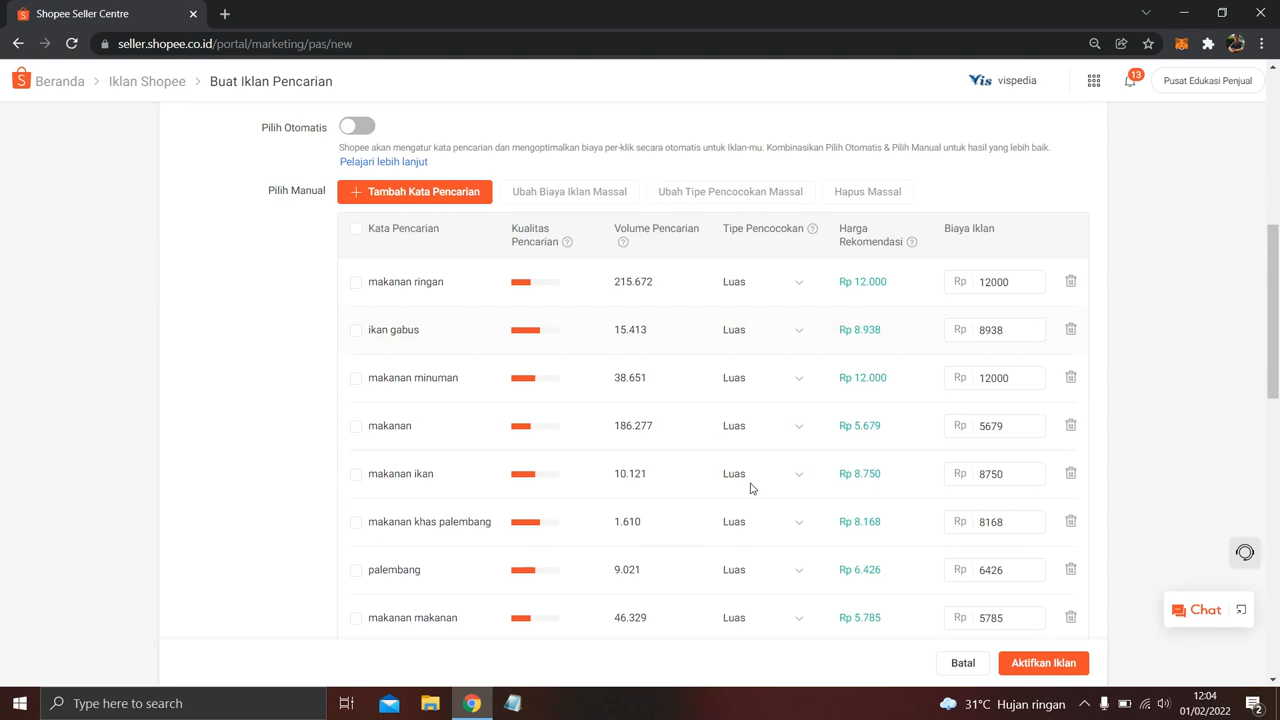 Shopee Seller Centre
seller.shopee.co.id/portal/marketing/pas/new
Beranda > Iklan Shopee > Buat Iklan Pencarian
Vis vispedia
13
Pusat Edukasi Penjual
Pilih Otomatis
Shopee akan mengatur kata pencarian dan mengoptimalkan biaya per-klik secara otomatis untuk Iklan-mu. Kombinasikan Pilih Otomatis & Pilih Manual untuk hasil yang lebih baik.
Pelajari lebih lanjut
Pilih Manual
+ Tambah Kata Pencarian
Ubah Biaya Iklan Massal
Ubah Tipe Pencocokan Massal
Hapus Massal
Kata Pencarian
Kualitas
Pencarian ?
Volume Pencarian
?
Tipe Pencocokan ?
Harga
Rekomendasi ?
Biaya Iklan
makanan ringan 215.672 Luas Rp 12.000 Rp 12000
ikan gabus 15.413 Luas Rp 8.938 Rp 8938
makanan minuman 38.651 Luas Rp 12.000 Rp 12000
makanan 186.277 Luas Rp 5.679 Rp 5679
makanan ikan 10.121 Luas Rp 8.750 Rp 8750
makanan khas palembang 1.610 Luas Rp 8.168 Rp 8168
palembang 9.021 Luas Rp 6.426 Rp 6426
makanan makanan 46.329 Luas Rp 5.785 Rp 5785
Chat
Batal
Aktifkan Iklan
Type here to search
31°C Hujan ringan
12:04
01/02/2022
2